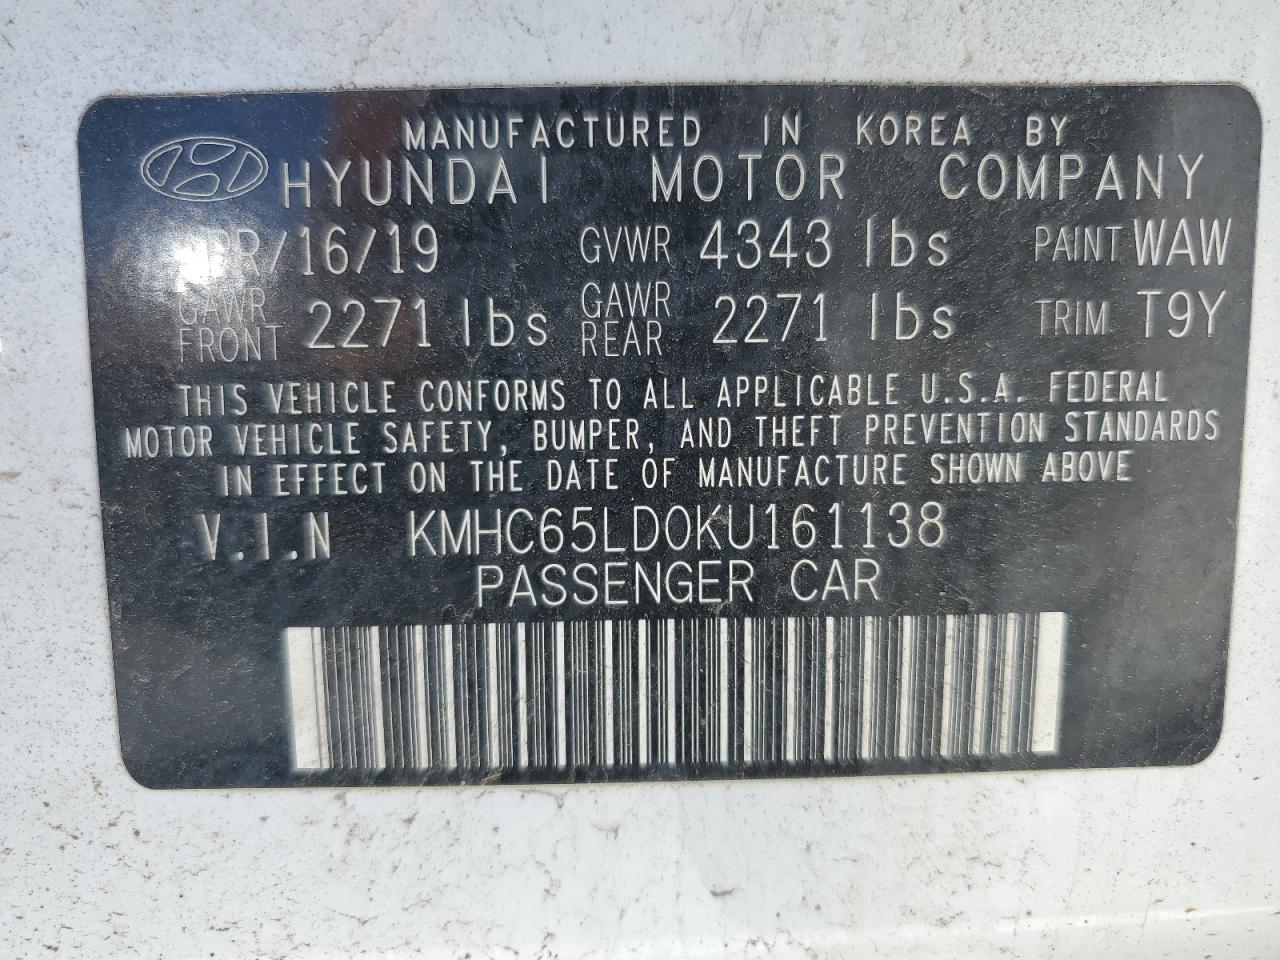 MANUFACTURED IN KOREA BY
HYUNDAI MOTOR COMPANY
APR/16/19 GVWR 4343 lbs PAINT WAW
GAWR FRONT 2271 lbs GAWR REAR 2271 lbs TRIM T9Y
THIS VEHICLE CONFORMS TO ALL APPLICABLE U.S.A. FEDERAL
MOTOR VEHICLE SAFETY, BUMPER, AND THEFT PREVENTION STANDARDS
IN EFFECT ON THE DATE OF MANUFACTURE SHOWN ABOVE
V.I.N KMHC65LD0KU161138
PASSENGER CAR